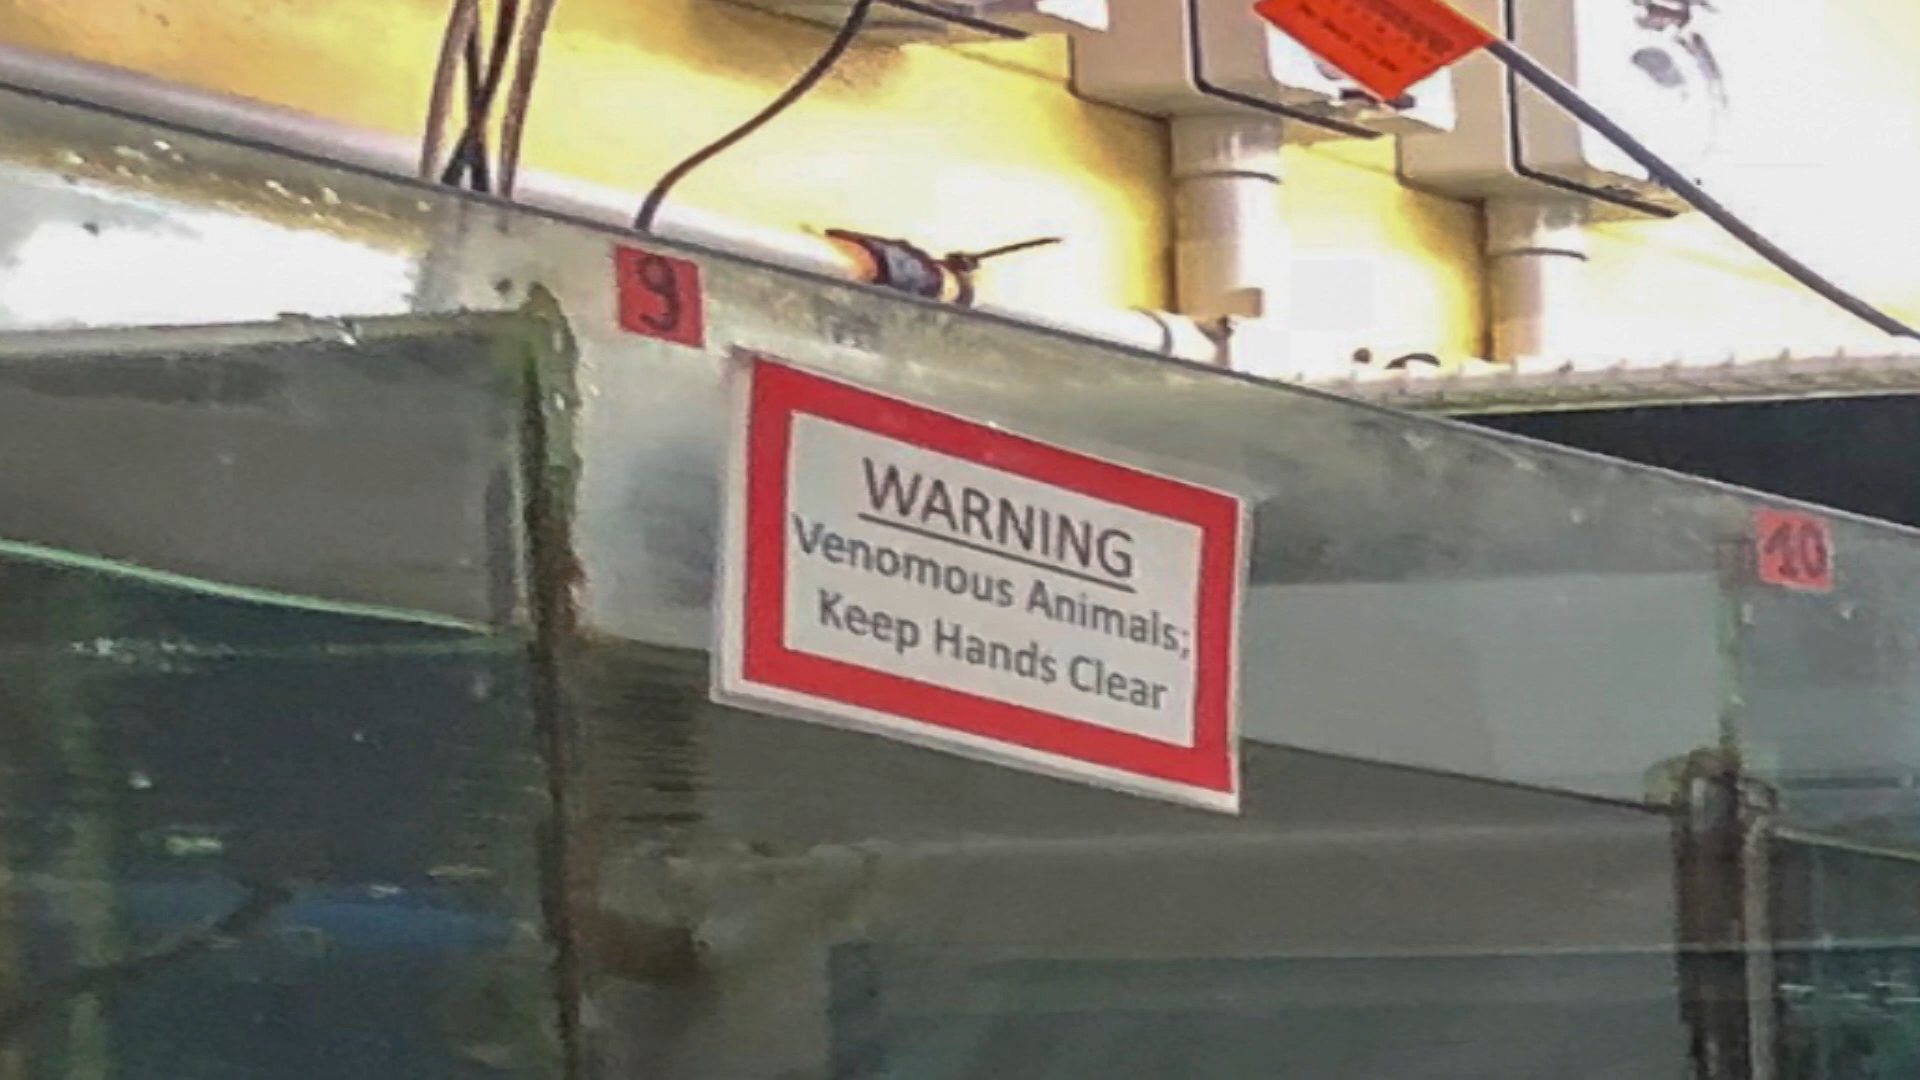 9
WARNING
Venomous Animals;
Keep Hands Clear
10